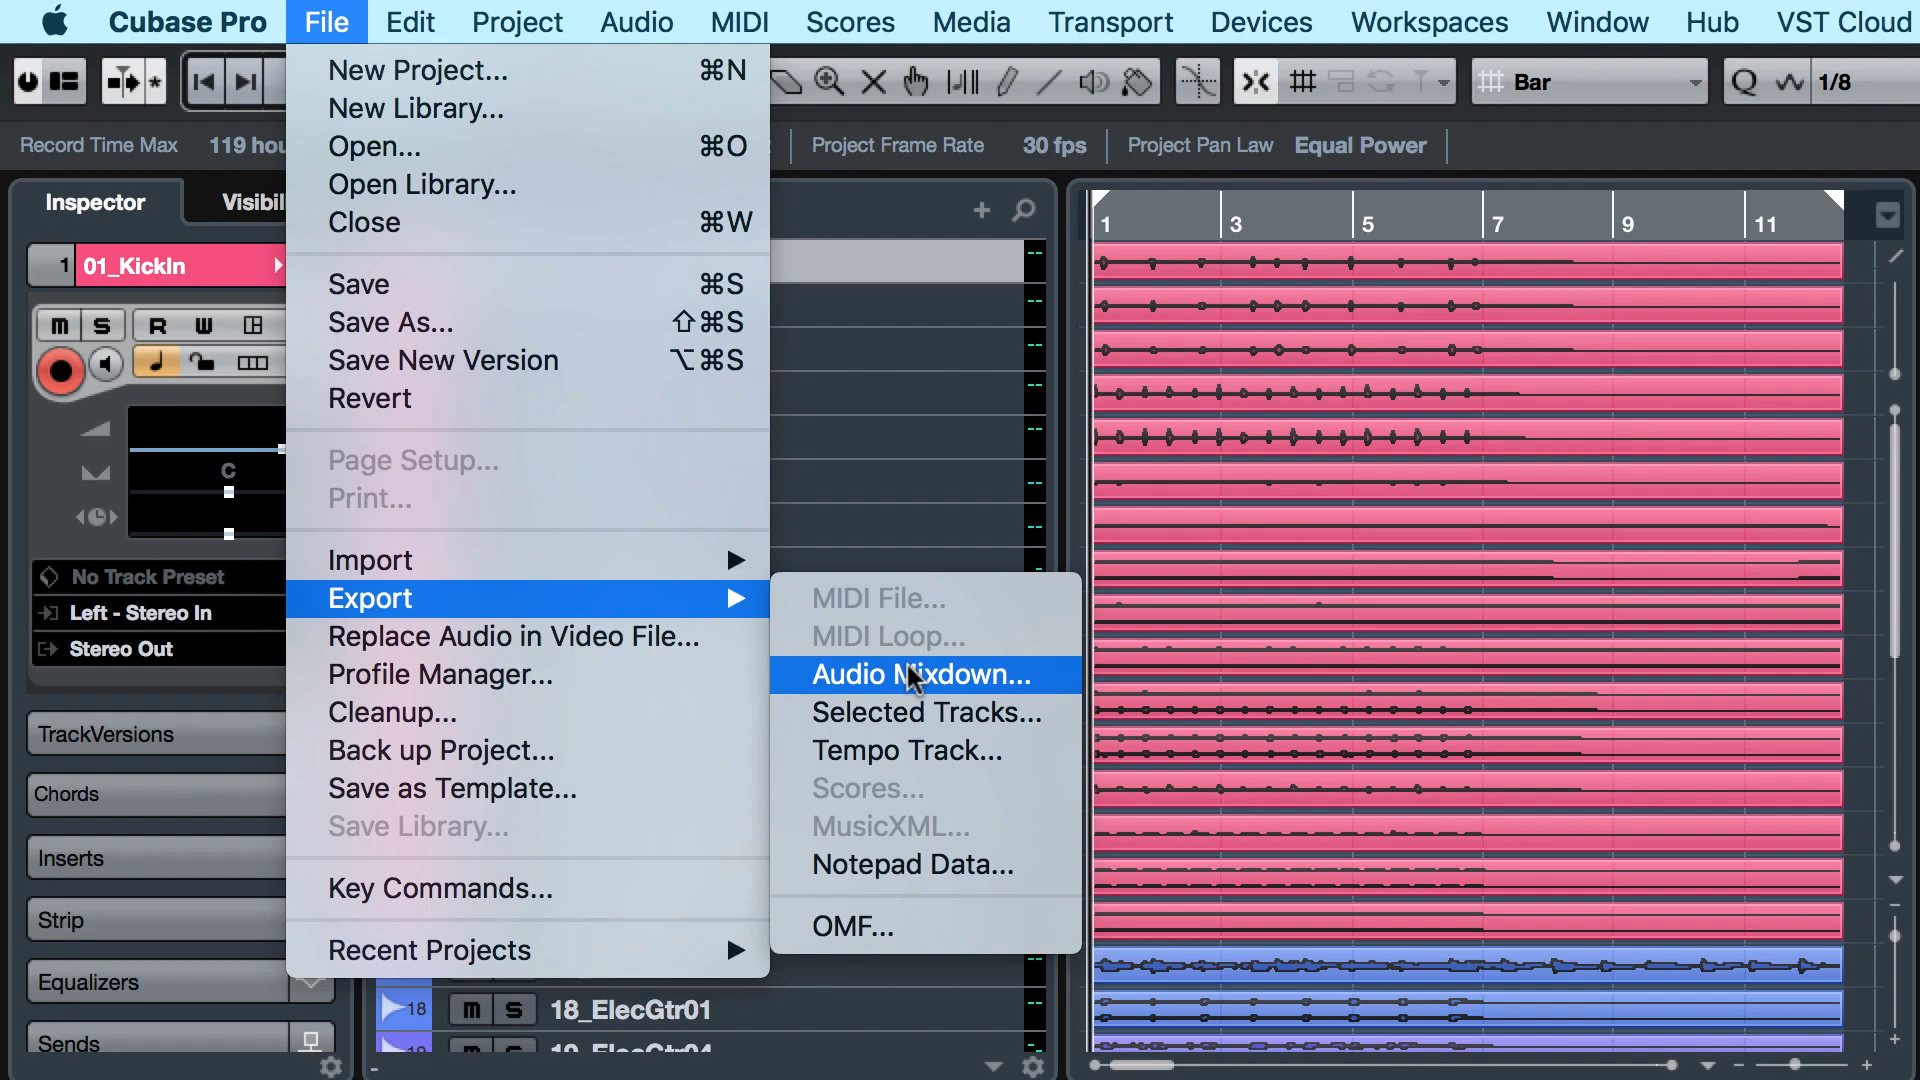 Cubase Pro File Edit Project Audio MIDI Scores Media Transport Devices Workspaces Window Hub VST Cloud
New Project... ⌘N
New Library...
Open... ⌘O
Open Library...
Close ⌘W
Save ⌘S
Save As... ⇧⌘S
Save New Version ⌥⌘S
Revert
Page Setup...
Print...
Import ▶
Export ▶
Replace Audio in Video File...
Profile Manager...
Cleanup...
Back up Project...
Save as Template...
Save Library...
Key Commands...
Recent Projects ▶
MIDI File...
MIDI Loop...
Audio Mixdown...
Selected Tracks...
Tempo Track...
Scores...
MusicXML...
Notepad Data...
OMF...
Bar
Q 1/8
Record Time Max 119 hou
Project Frame Rate 30 fps Project Pan Law Equal Power
Inspector Visibil
1 01_KickIn
m S R W
C
No Track Preset
Left - Stereo In
Stereo Out
TrackVersions
Chords
Inserts
Strip
Equalizers
Sends
1 3 5 7 9 11
18 m S 18_ElecGtr01